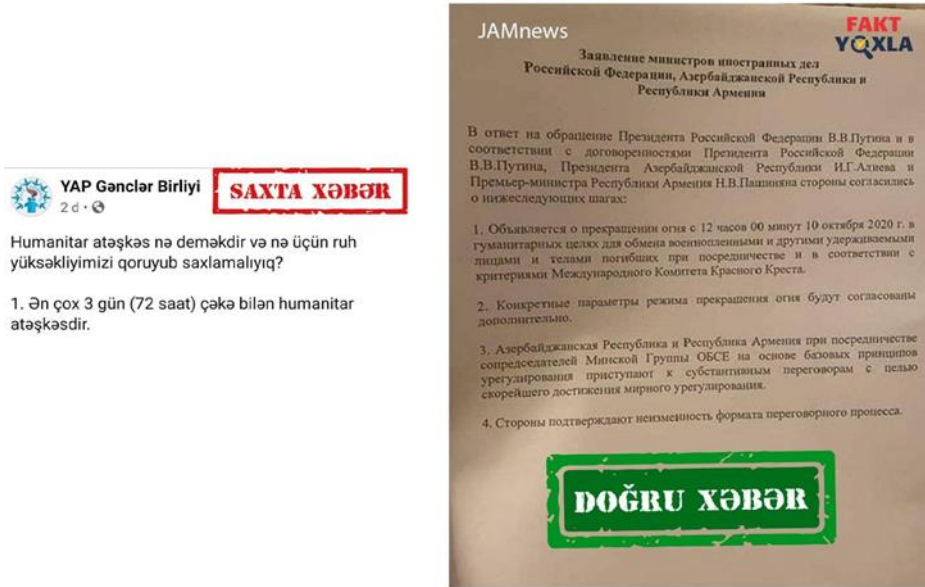 YAP Gənclər Birliyi
2 d
SAXTA XƏBƏR
Humanitar atəşkəs nə deməkdir və nə üçün ruh
yüksəkliyimizi qoruyub saxlamalıyıq?
1. Ən çox 3 gün (72 saat) çəkə bilən humanitar
atəşkəsdir.
JAMnews
FAKT
YOXLA
Заявление министров иностранных дел
Российской Федерации, Азербайджанской Республики и
Республики Армения
В ответ на обращение Президента Российской Федерации В.В.Путина и в
соответствии с договоренностями Президента Российской Федерации
В.В.Путина, Президента Азербайджанской Республики И.Г.Алиева и
Премьер-министра Республики Армения Н.В.Пашиняна стороны согласились
о нижеследующих шагах:
1. Объявляется о прекращении огня с 12 часов 00 минут 10 октября 2020 г. в
гуманитарных целях для обмена военнопленными и другими удерживаемыми
лицами и телами погибших при посредничестве и в соответствии с
критериями Международного Комитета Красного Креста.
2. Конкретные параметры режима прекращения огня будут согласованы
дополнительно.
3. Азербайджанская Республика и Республика Армения при посредничестве
сопредседателей Минской Группы ОБСЕ на основе базовых принципов
урегулирования приступают к субстантивным переговорам с целью
скорейшего достижения мирного урегулирования.
4. Стороны подтверждают неизменность формата переговорного процесса.
DOĞRU XƏBƏR